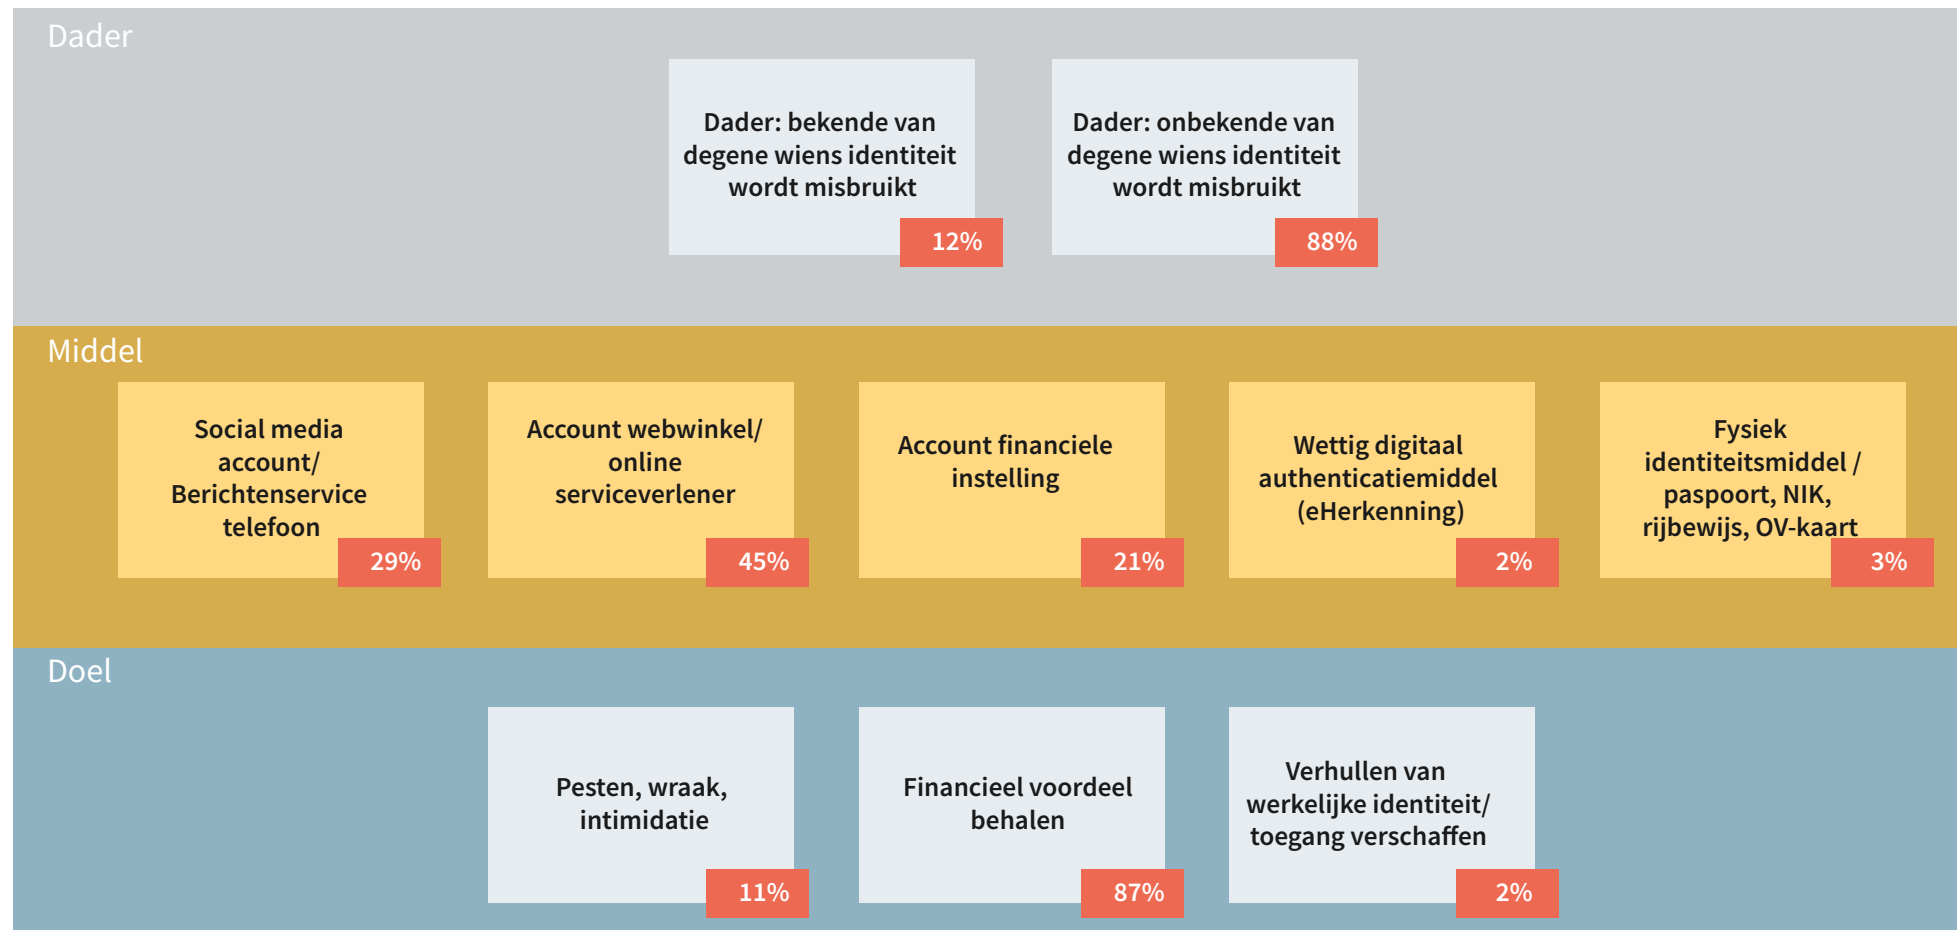 Dader
Dader: bekende van
degene wiens identiteit
wordt misbruikt
12%
Dader: onbekende van
degene wiens identiteit
wordt misbruikt
88%
Middel
Social media
account/
Berichtenservice
telefoon
29%
Account webwinkel/
online
serviceverlener
45%
Account financiele
instelling
21%
Wettig digitaal
authenticatiemiddel
(eHerkenning)
2%
Fysiek
identiteitsmiddel /
paspoort, NIK,
rijbewijs, OV-kaart
3%
Doel
Pesten, wraak,
intimidatie
11%
Financieel voordeel
behalen
87%
Verhullen van
werkelijke identiteit/
toegang verschaffen
2%